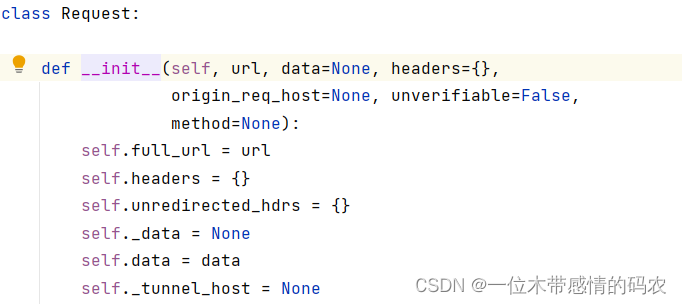 class Request:
def __init__(self, url, data=None, headers={},
origin_req_host=None, unverifiable=False,
method=None):
self.full_url = url
self.headers = {}
self.unredirected_hdrs = {}
self._data = None
self.data = data
self._tunnel_host = None
CSDN @一位木带感情的码农